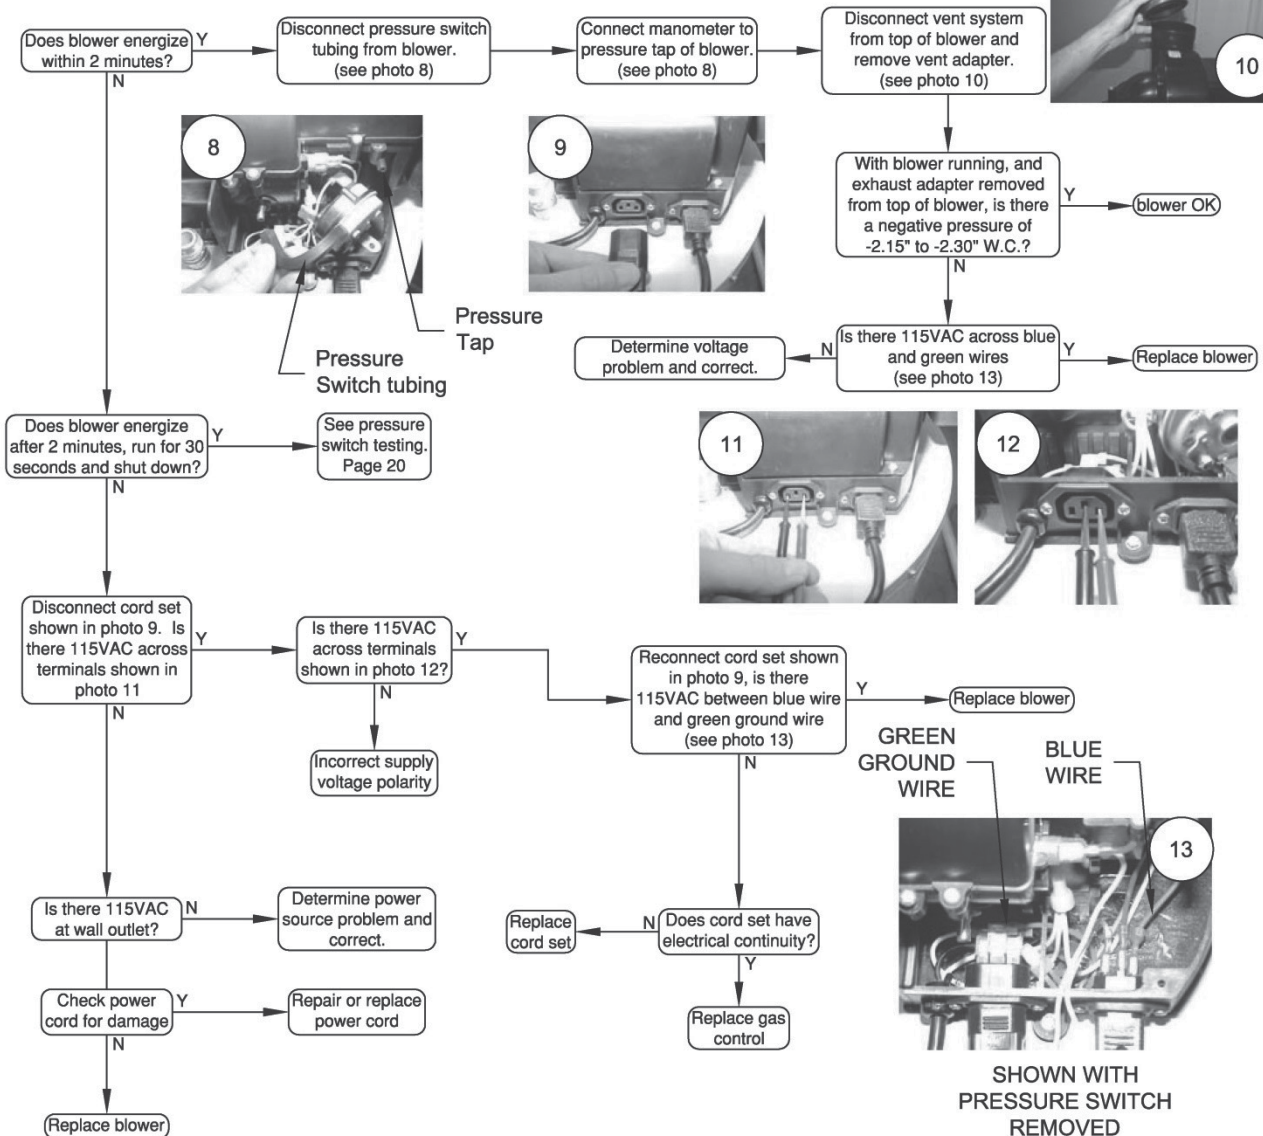 Does blower energize
within 2 minutes?
Y
N
Disconnect pressure switch
tubing from blower.
(see photo 8)
Connect manometer to
pressure tap of blower.
(see photo 8)
Disconnect vent system
from top of blower and
remove vent adapter.
(see photo 10)
10
8
9
With blower running, and
exhaust adapter removed
from top of blower, is there
a negative pressure of
-2.15" to -2.30" W.C.?
Y
N
blower OK
Pressure
Tap
Pressure
Switch tubing
Is there 115VAC across blue
and green wires
(see photo 13)
N
Y
Determine voltage
problem and correct.
Replace blower
Does blower energize
after 2 minutes, run for 30
seconds and shut down?
Y
N
See pressure
switch testing.
Page 20
11
12
Disconnect cord set
shown in photo 9. Is
there 115VAC across
terminals shown in
photo 11
Y
N
Is there 115VAC
across terminals
shown in photo 12?
Y
N
Incorrect supply
voltage polarity
Reconnect cord set shown
in photo 9, is there
115VAC between blue wire
and green ground wire
(see photo 13)
Y
N
Replace blower
GREEN
GROUND
WIRE
BLUE
WIRE
13
Is there 115VAC
at wall outlet?
N
Determine power
source problem and
correct.
Does cord set have
electrical continuity?
N
Y
Replace
cord set
Replace gas
control
Check power
cord for damage
Y
N
Repair or replace
power cord
Replace blower
SHOWN WITH
PRESSURE SWITCH
REMOVED